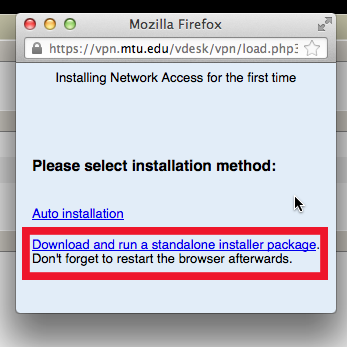 Mozilla Firefox
https://vpn.mtu.edu/vdesk/vpn/load.php3
Installing Network Access for the first time
Please select installation method:
Auto installation
Download and run a standalone installer package.
Don't forget to restart the browser afterwards.